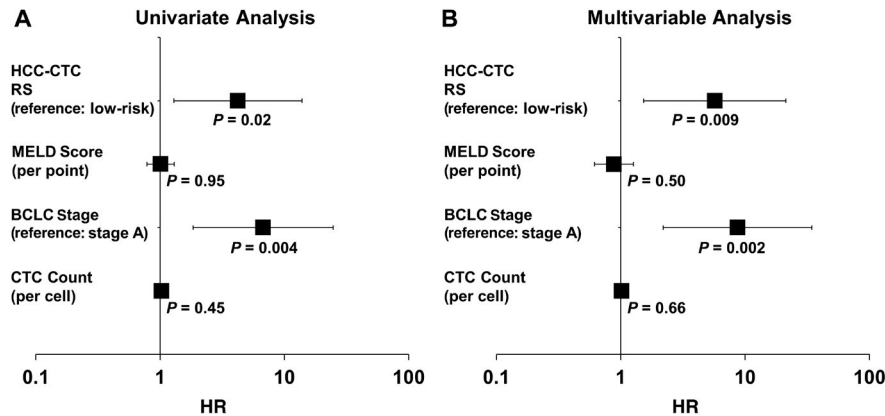 A
Univariate Analysis
HCC-CTC
RS
(reference: low-risk)
P = 0.02
MELD Score
(per point)
P = 0.95
BCLC Stage
(reference: stage A)
P = 0.004
CTC Count
(per cell)
P = 0.45
0.1 1 10 100
HR
B
Multivariable Analysis
HCC-CTC
RS
(reference: low-risk)
P = 0.009
MELD Score
(per point)
P = 0.50
BCLC Stage
(reference: stage A)
P = 0.002
CTC Count
(per cell)
P = 0.66
0.1 1 10 100
HR